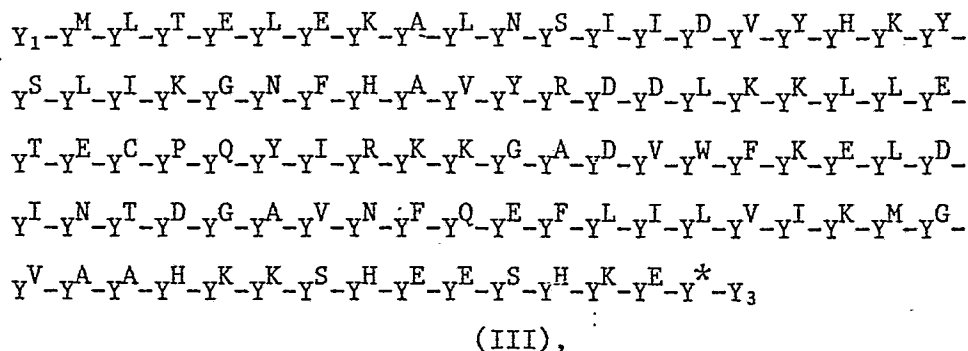 Y₁-Yᴹ-Yᴸ-Yᵀ-Yᴱ-Yᴸ-Yᴱ-Yᴷ-Yᴬ-Yᴸ-Yᴺ-Yˢ-Yᴵ-Yᴵ-Yᴰ-Yⱽ-Yʸ-Yᴴ-Yᴷ-Yʸ-
Yˢ-Yᴸ-Yᴵ-Yᴷ-Yᴳ-Yᴺ-Yꟳ-Yᴴ-Yᴬ-Yⱽ-Yʸ-Yᴿ-Yᴰ-Yᴰ-Yᴸ-Yᴷ-Yᴷ-Yᴸ-Yᴸ-Yᴱ-
Yᵀ-Yᴱ-Yꟲ-Yᴾ-Yꟴ-Yʸ-Yᴵ-Yᴿ-Yᴷ-Yᴷ-Yᴳ-Yᴬ-Yᴰ-Yⱽ-Yᵂ-Yꟳ-Yᴷ-Yᴱ-Yᴸ-Yᴰ-
Yᴵ-Yᴺ-Yᵀ-Yᴰ-Yᴳ-Yᴬ-Yⱽ-Yᴺ-Yꟳ-Yꟴ-Yᴱ-Yꟳ-Yᴸ-Yᴵ-Yᴸ-Yⱽ-Yᴵ-Yᴷ-Yᴹ-Yᴳ-
Yⱽ-Yᴬ-Yᴬ-Yᴴ-Yᴷ-Yᴷ-Yˢ-Yᴴ-Yᴱ-Yᴱ-Yˢ-Yᴴ-Yᴷ-Yᴱ-Y*-Y₃
(III),